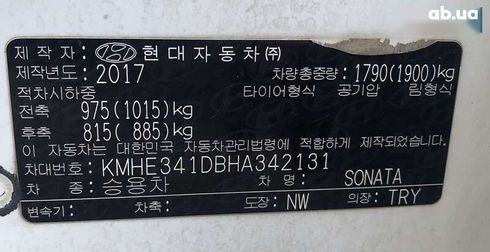 ab.ua
제 작 자 : 현대자동차㈜
제작년도 : 2017 차량총중량 : 1790(1900)kg
적차시하중 타이어형식 공기압 림형식
전축 975(1015)kg
후축 815( 885)kg
이 자동차는 대한민국 자동차관리법령에 적합하게 제작되었습니다.
차대번호 : KMHE341DBHA342131
차 종 : 승용차 차 명 : SONATA
변속기 : 차축 : 도장 : NW 의장 : TRY